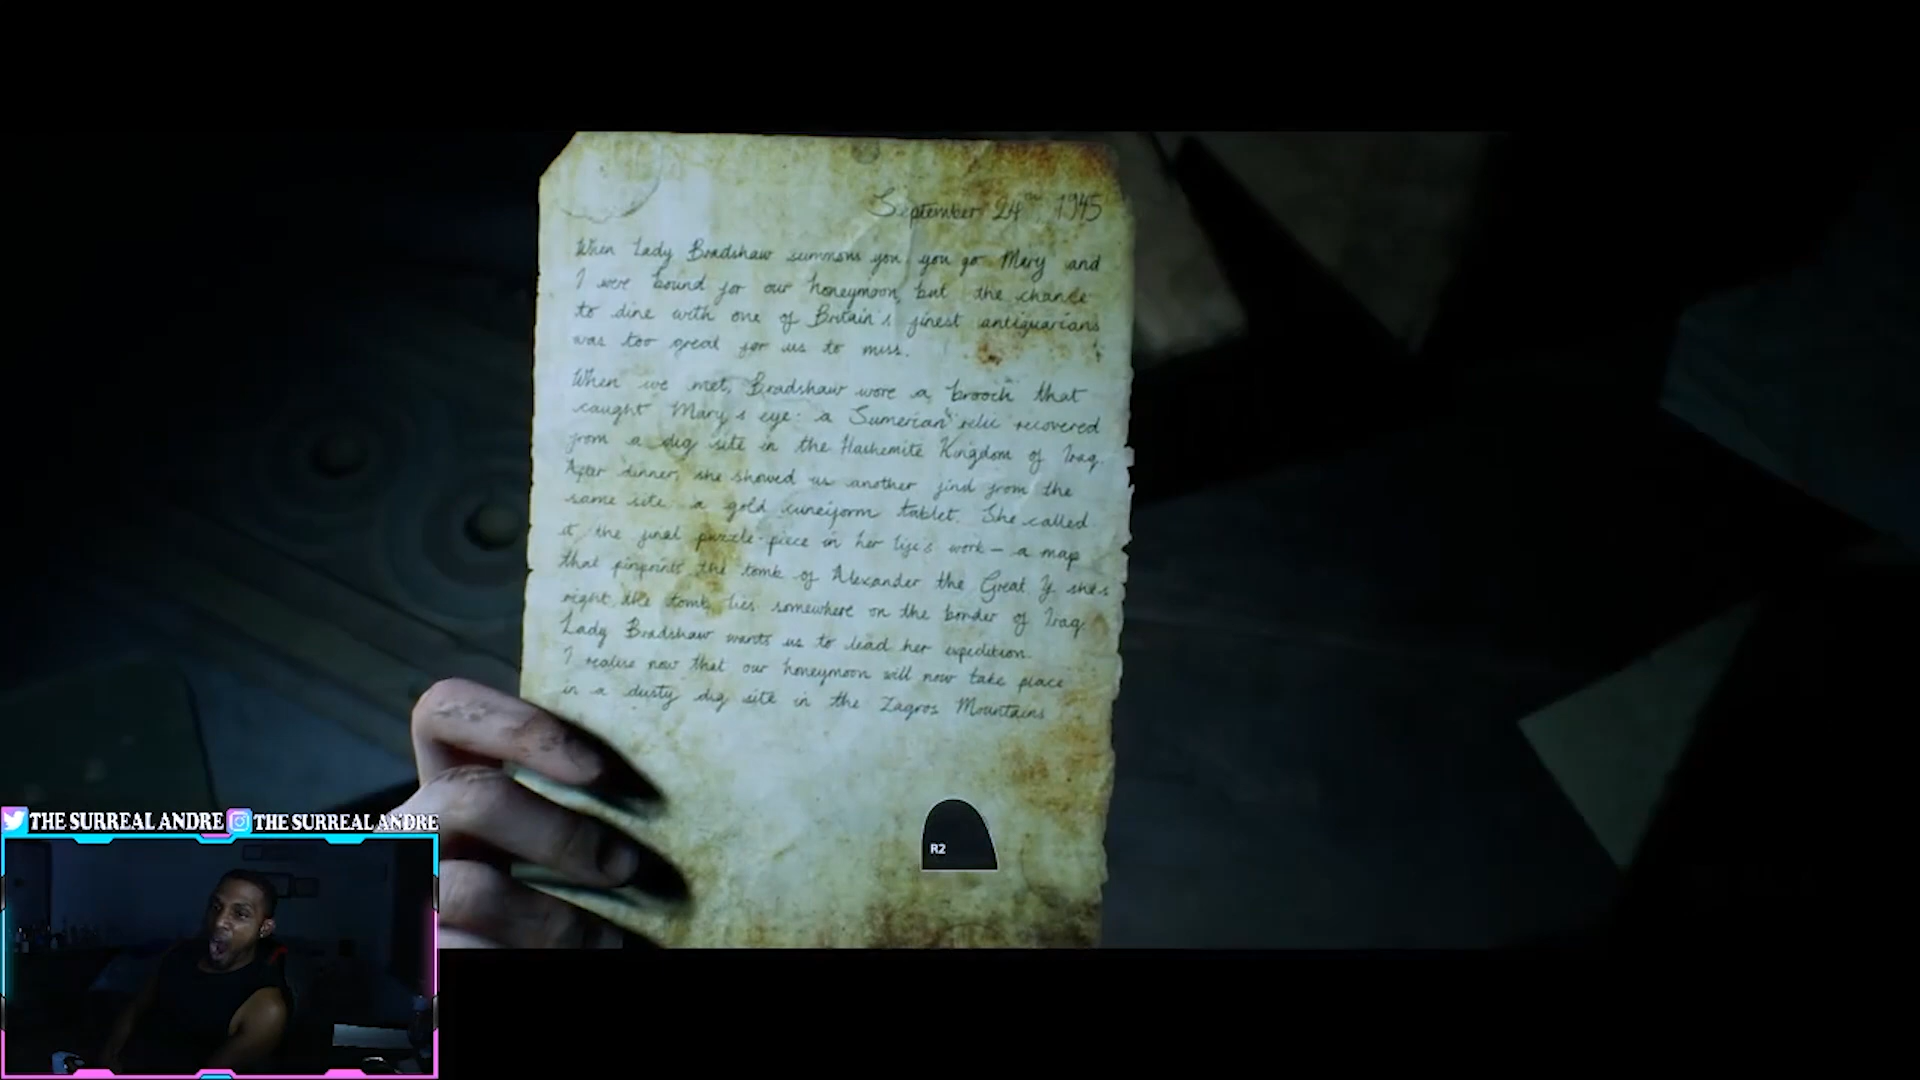 September 24th, 1945
When Lady Bradshaw summons you you go Mary and
I were bound for our honeymoon, but the chance
to dine with one of Britain's finest antiquarians
was too great for us to miss.
When we met, Bradshaw wore a brooch that
caught Mary's eye: a Sumerian relic recovered
from a dig site in the Hashemite Kingdom of Iraq.
After dinner, she showed us another find from the
same site a gold cuneiform tablet. She called
it the final puzzle-piece in her life's work — a map
that pinpoints the tomb of Alexander the Great If she's
right, the tomb lies somewhere on the border of Iraq
Lady Bradshaw wants us to lead her expedition.
I realise now that our honeymoon will now take place
in a dusty dig site in the Zagros Mountains
R2
THE SURREAL ANDRE THE SURREAL ANDRE